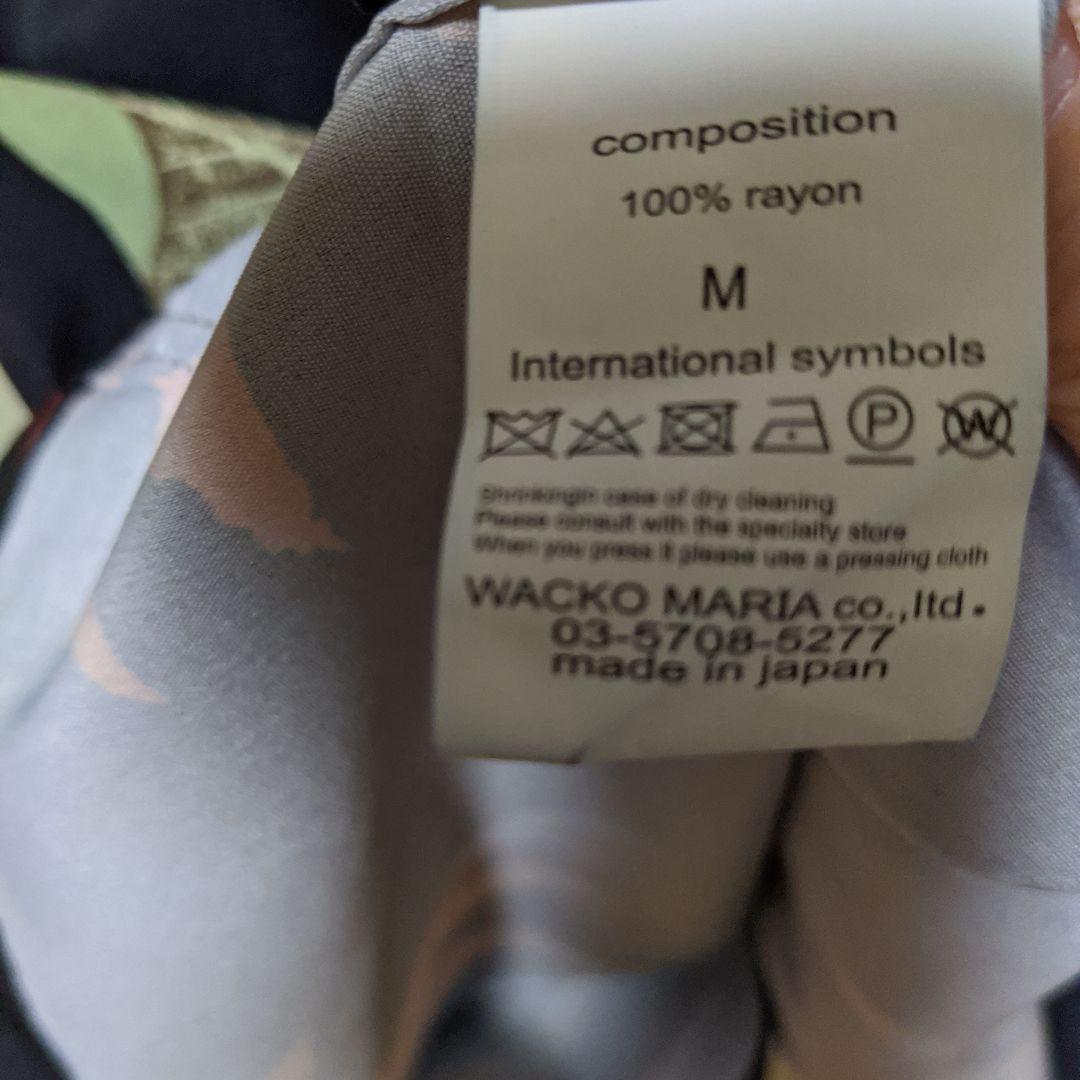 composition
100% rayon
M
International symbols
P W
Shrinkingin case of dry cleaning
Please consult with the specialty store
When you press it please use a pressing cloth
WACKO MARIA co.,ltd.
03-5708-5277
made in japan